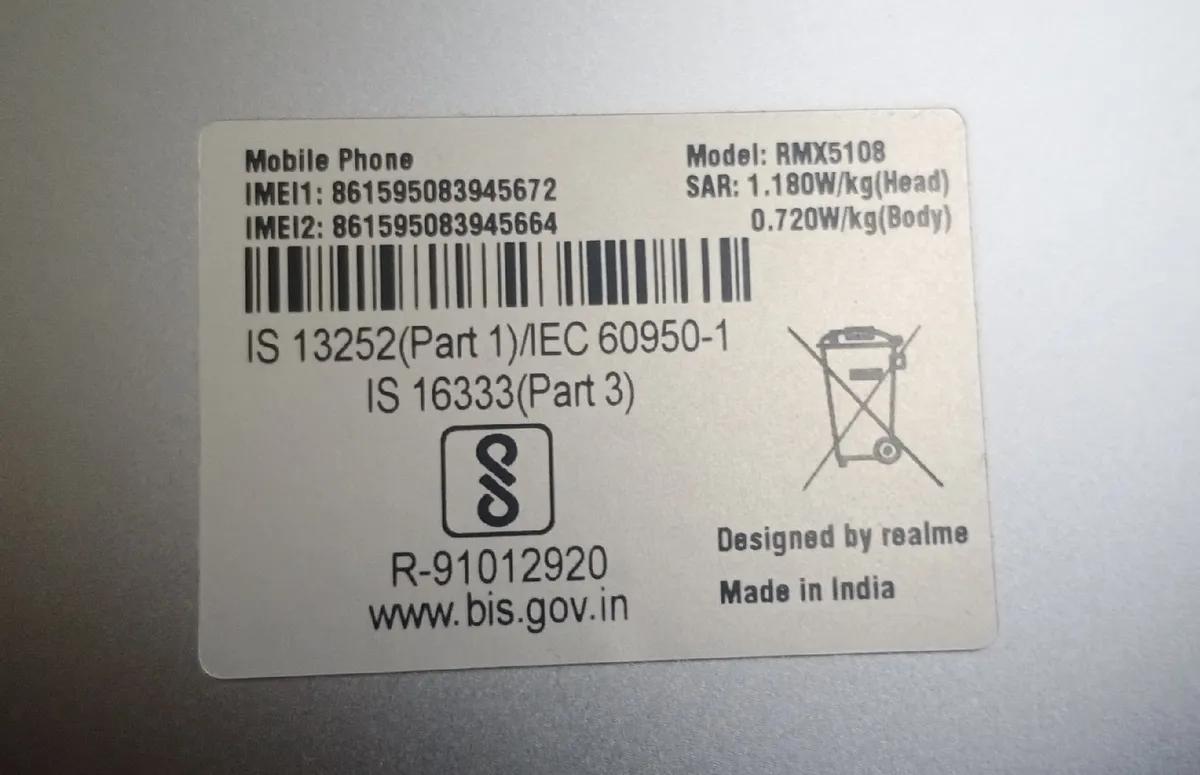 Mobile Phone
IMEI1: 861595083945672
IMEI2: 861595083945664
Model: RMX5108
SAR: 1.180W/kg(Head)
0.720W/kg(Body)
IS 13252(Part 1)/IEC 60950-1
IS 16333(Part 3)
R-91012920
www.bis.gov.in
Designed by realme
Made in India